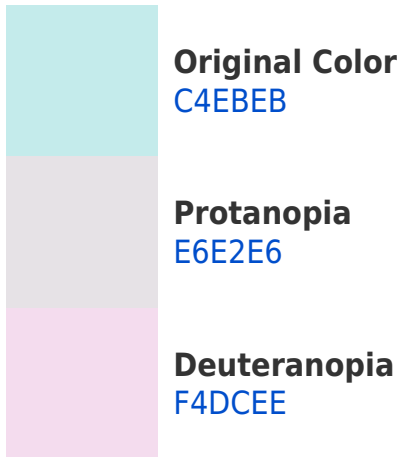 Original Color
C4EBEB
Protanopia
E6E2E6
Deuteranopia
F4DCEE